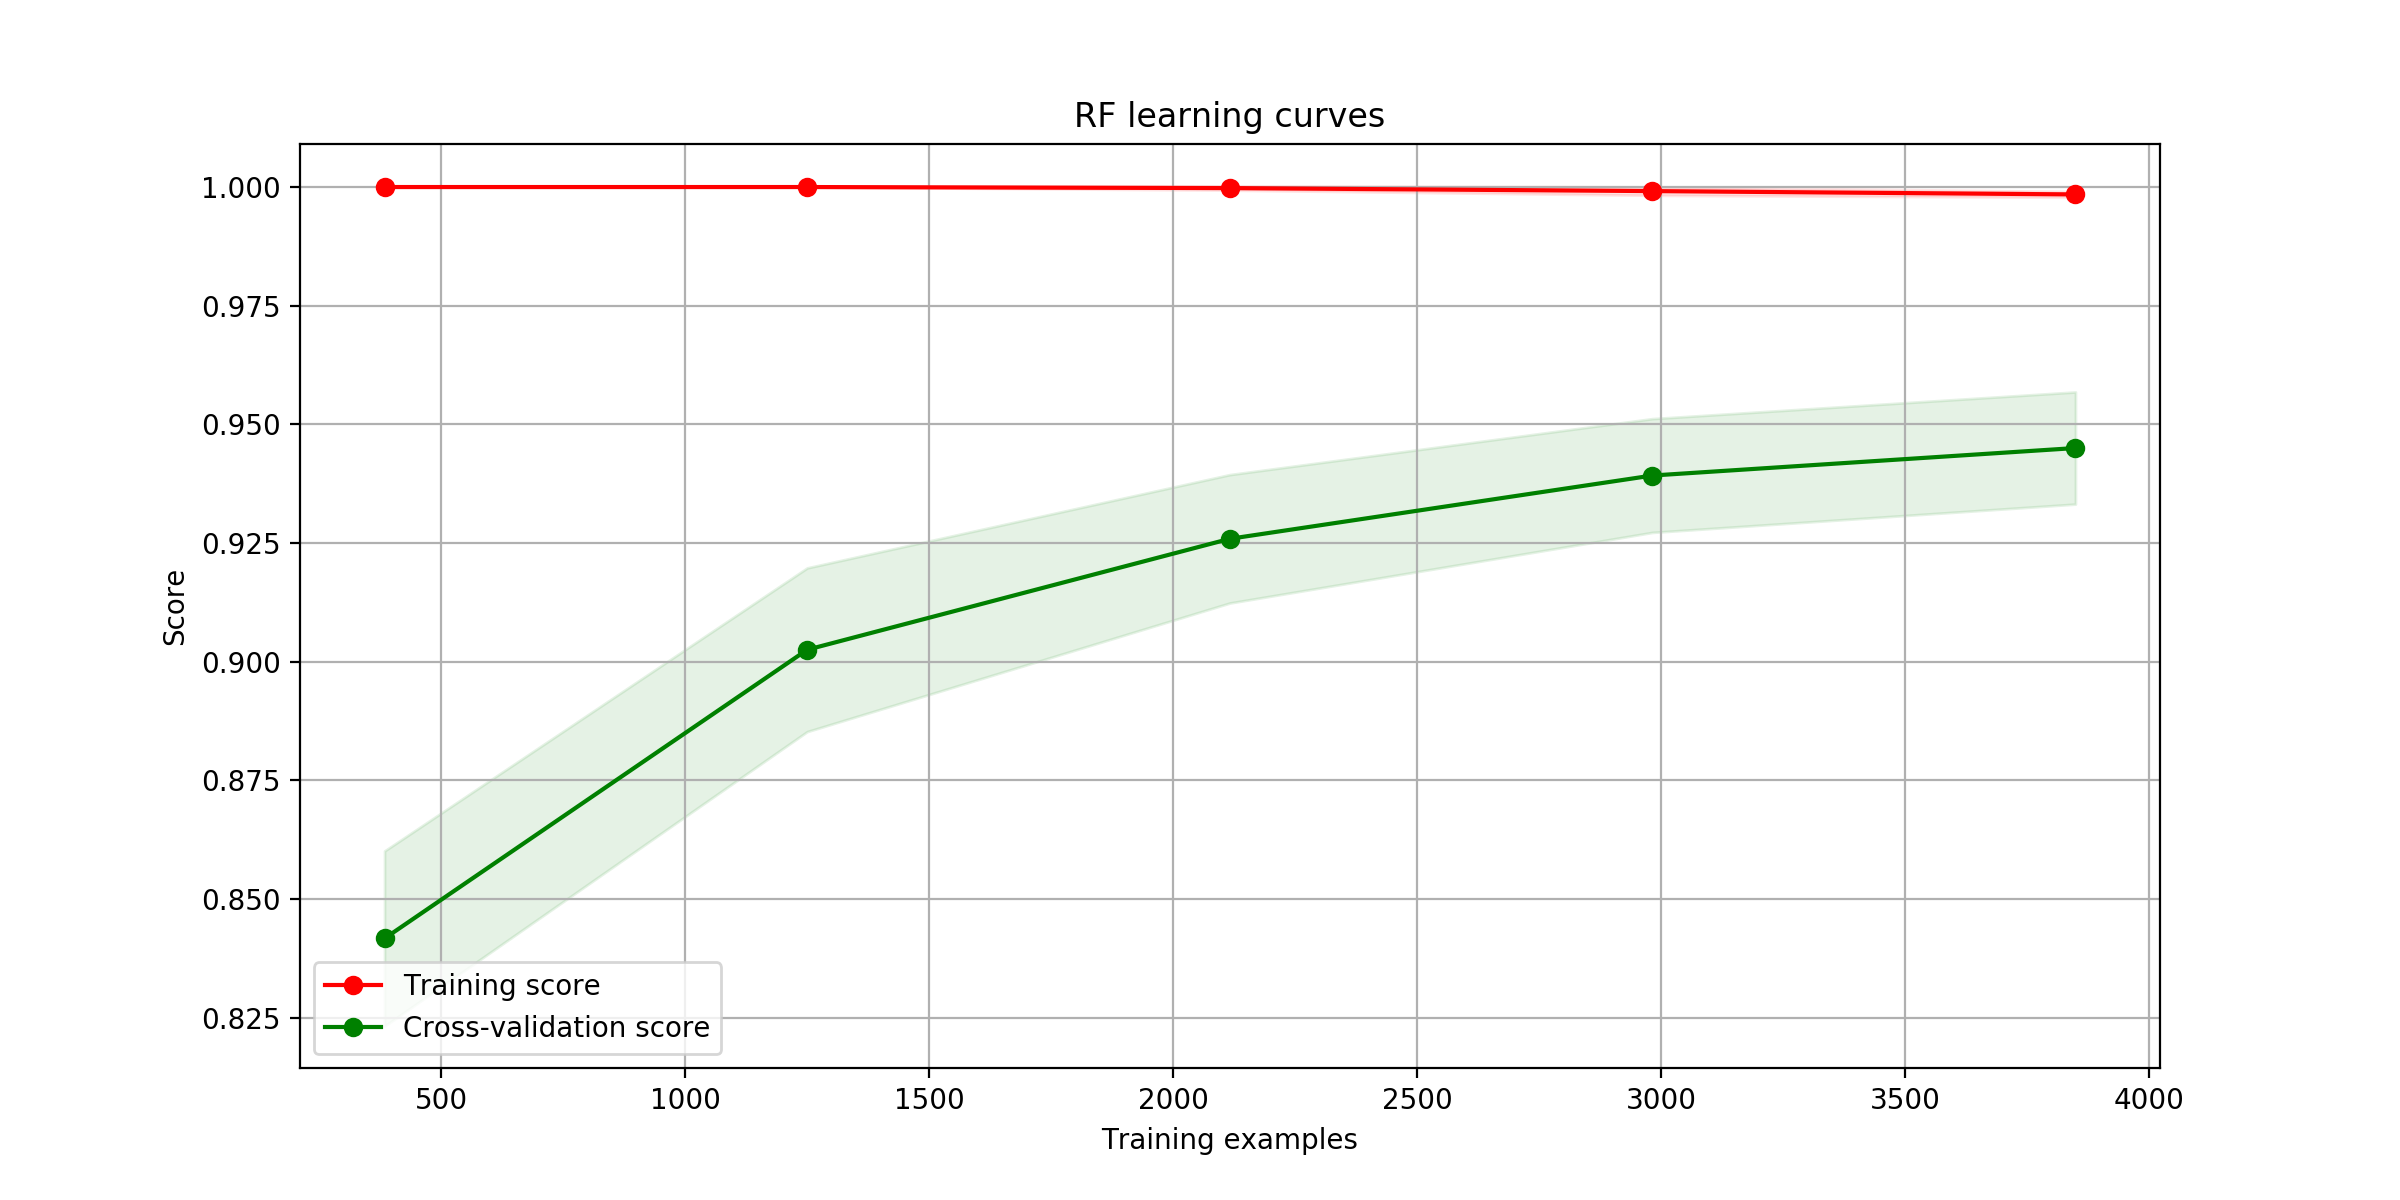 RF learning curves
1.000
0.975
0.950
0.925
0.900
0.875
0.850
0.825
Score
Training score
Cross-validation score
500 1000 1500 2000 2500 3000 3500 4000
Training examples